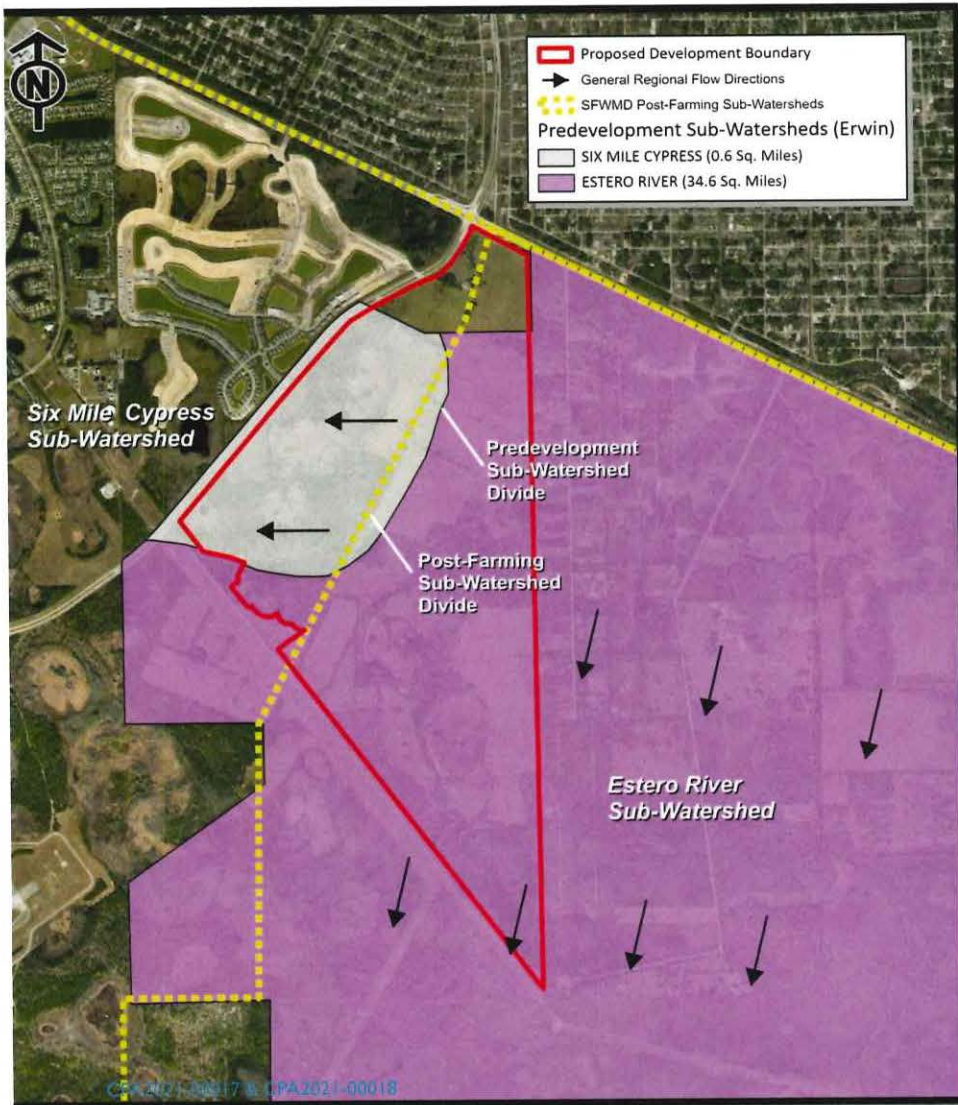 N
Proposed Development Boundary
General Regional Flow Directions
SFWMD Post-Farming Sub-Watersheds
Predevelopment Sub-Watersheds (Erwin)
SIX MILE CYPRESS (0.6 Sq. Miles)
ESTERO RIVER (34.6 Sq. Miles)
Six Mile Cypress
Sub-Watershed
Predevelopment
Sub-Watershed
Divide
Post-Farming
Sub-Watershed
Divide
Estero River
Sub-Watershed
CPA2021-00017 & CPA2021-00018